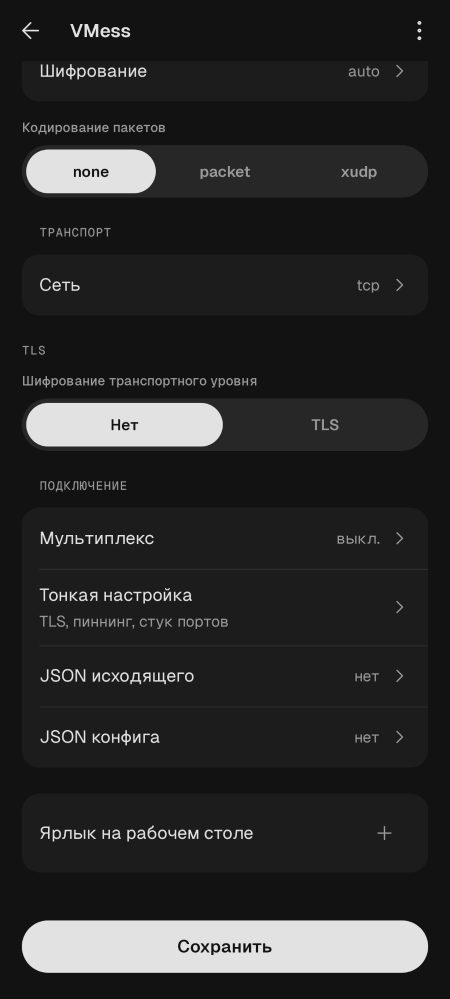 VMess
Шифрование auto
Кодирование пакетов
none packet xudp
ТРАНСПОРТ
Сеть tcp
TLS
Шифрование транспортного уровня
Нет TLS
ПОДКЛЮЧЕНИЕ
Мультиплекс выкл.
Тонкая настройка
TLS, пиннинг, стук портов
JSON исходящего нет
JSON конфига нет
Ярлык на рабочем столе
Сохранить